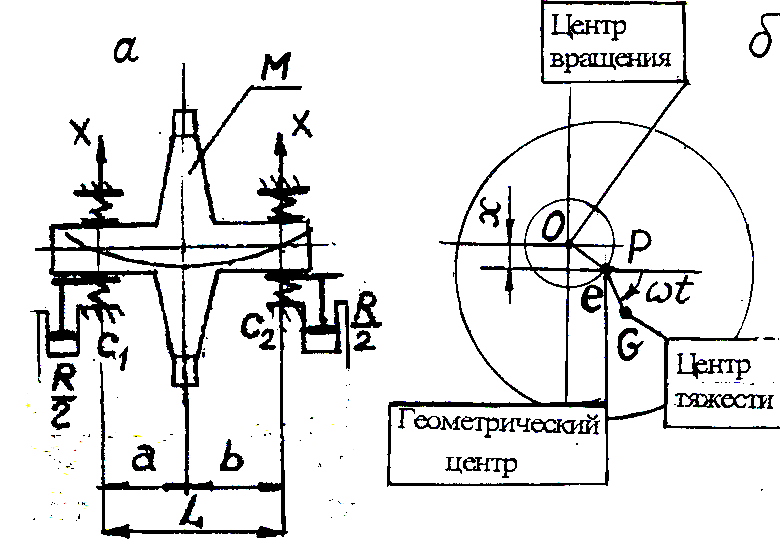 а
M
X
X
C1
C2
R/2
R/2
a
b
L
б
Центр
вращения
x
O
P
e
ωt
G
Центр
тяжести
Геометрический
центр